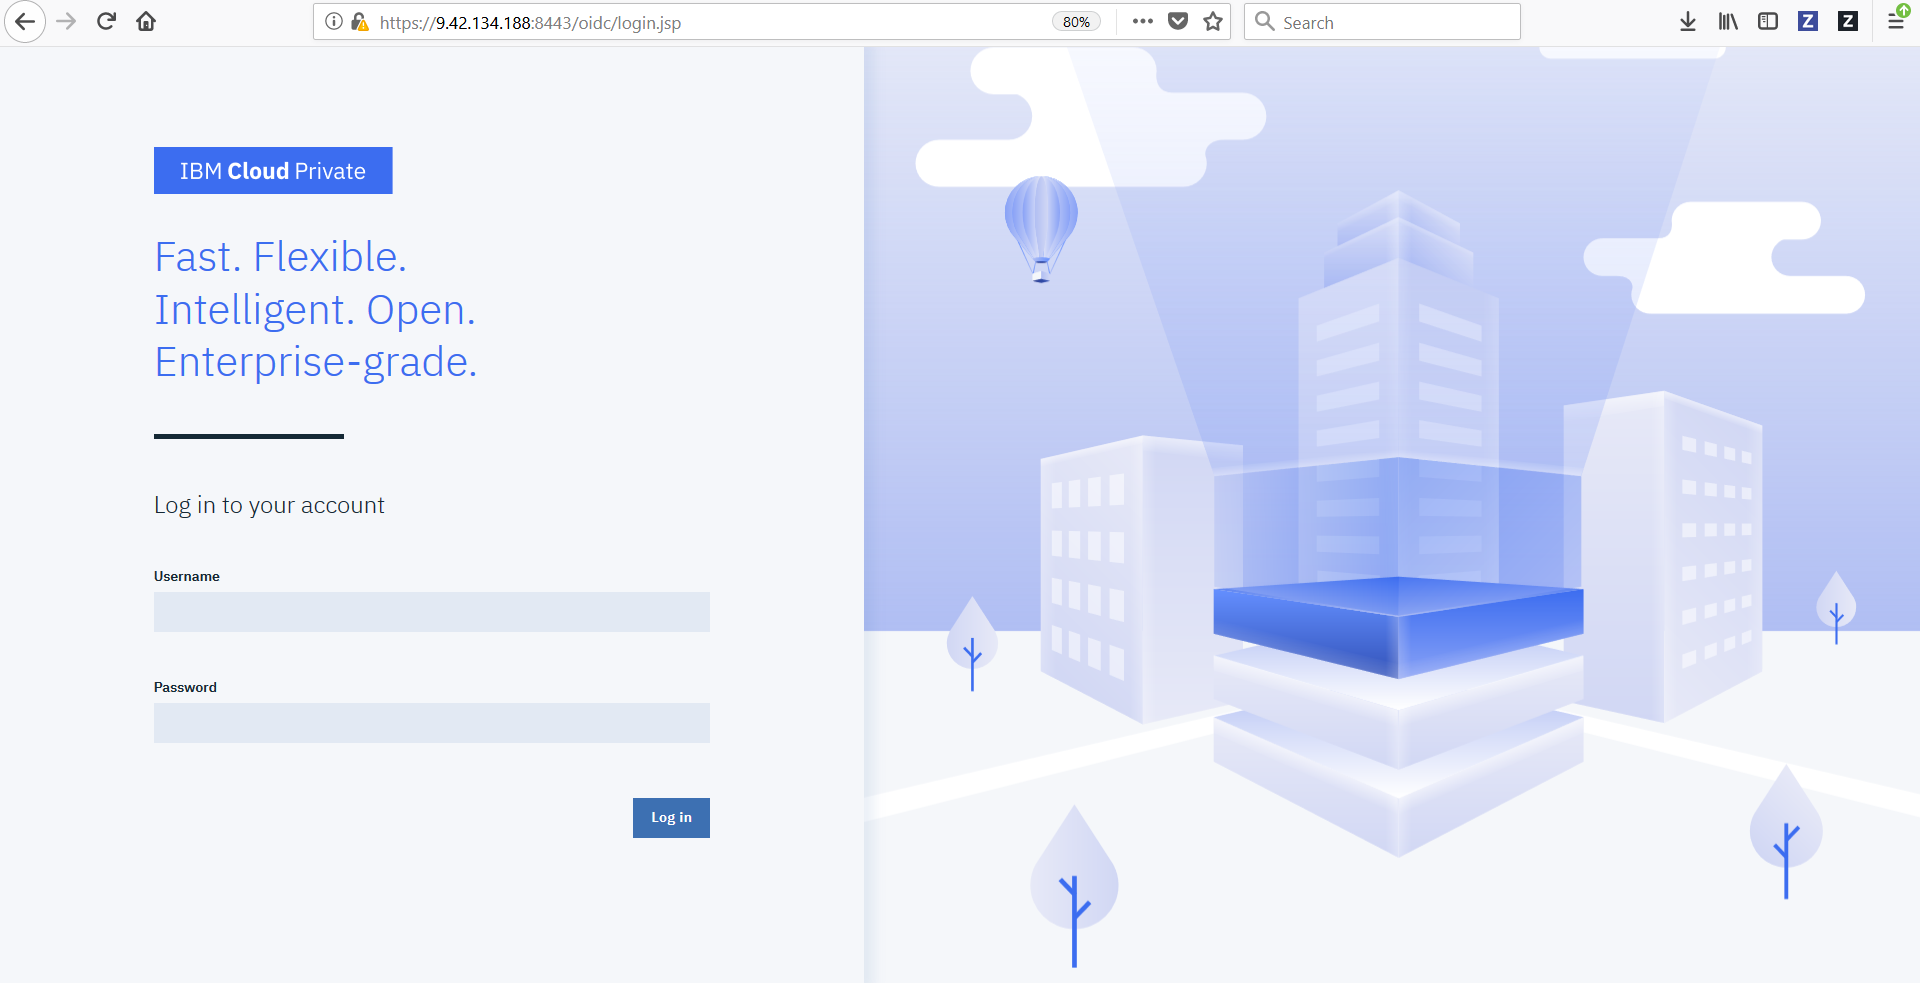 https://9.42.134.188:8443/oidc/login.jsp
80%
Search
Z
Z
IBM Cloud Private
Fast. Flexible.
Intelligent. Open.
Enterprise-grade.
Log in to your account
Username
Password
Log in